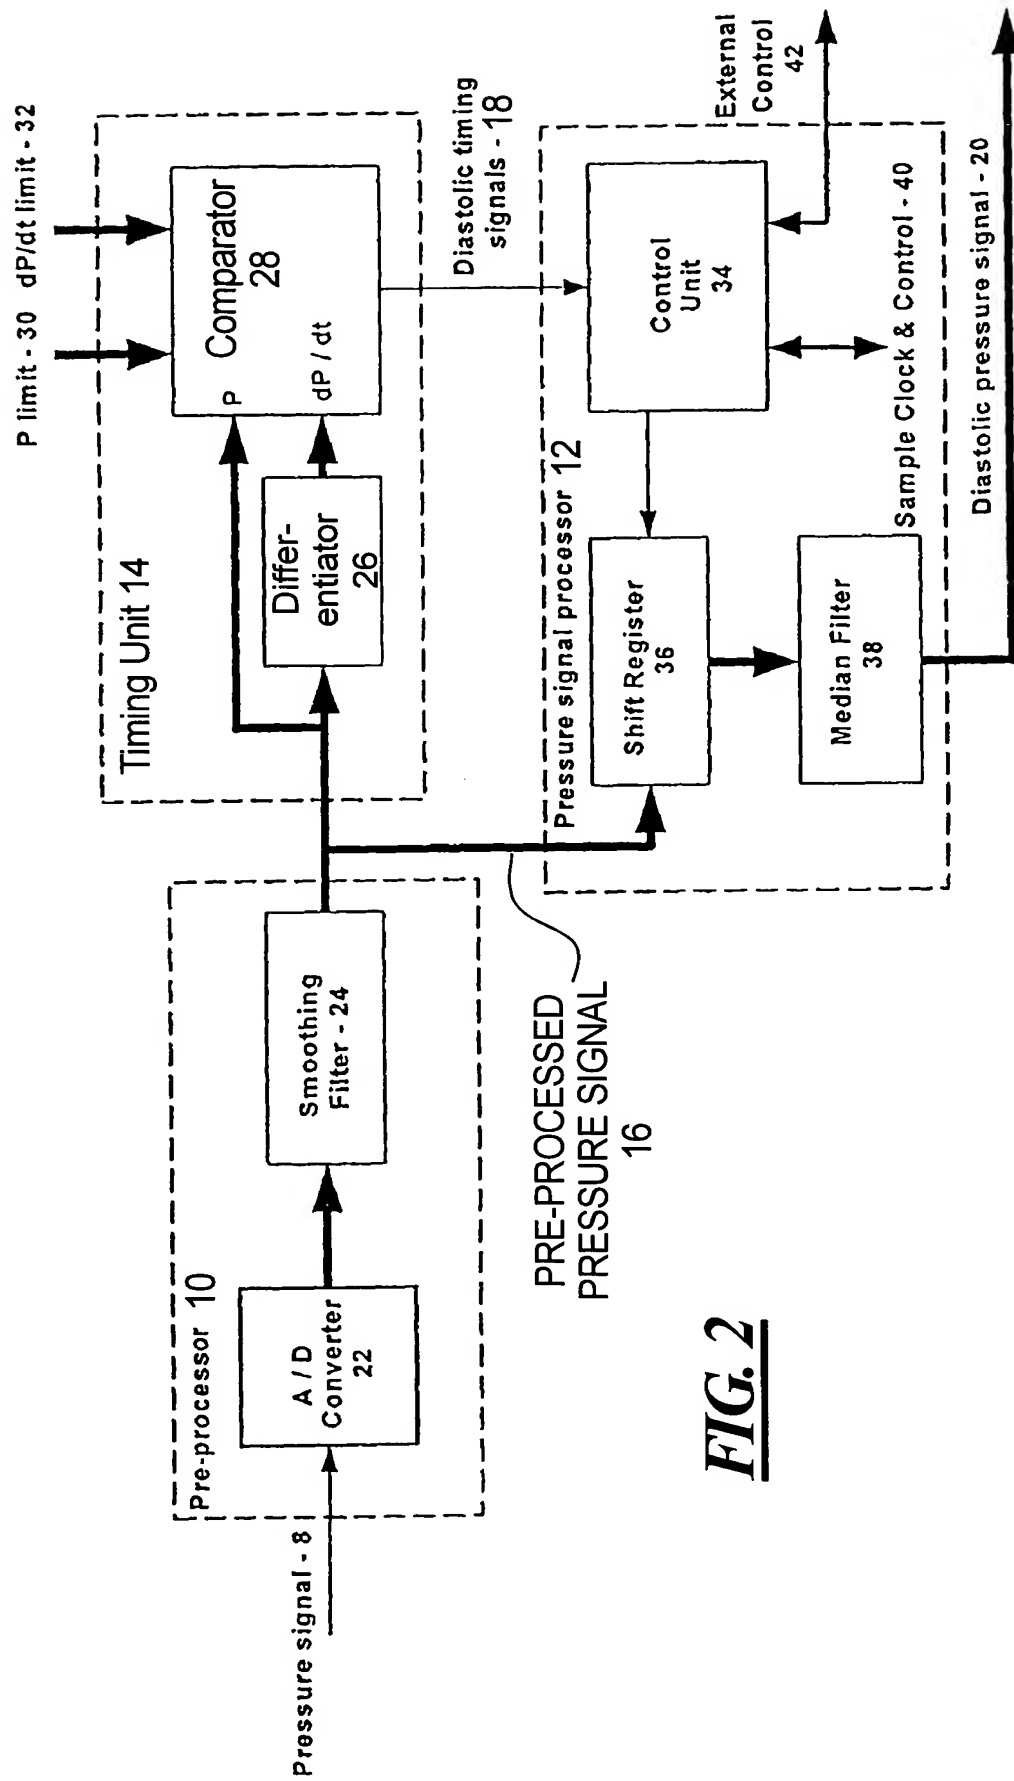 P limit - 30 dP/dt limit - 32
Timing Unit 14
P
Comparator
28
dP / dt
Differ-
entiator
26
Diastolic timing
signals - 18
Pre-processor 10
Pressure signal - 8
A / D
Converter
22
Smoothing
Filter - 24
PRE-PROCESSED
PRESSURE SIGNAL
16
Pressure signal processor 12
Control
Unit
34
External
Control
42
Shift Register
36
Median Filter
38
Sample Clock & Control - 40
Diastolic pressure signal - 20
FIG. 2